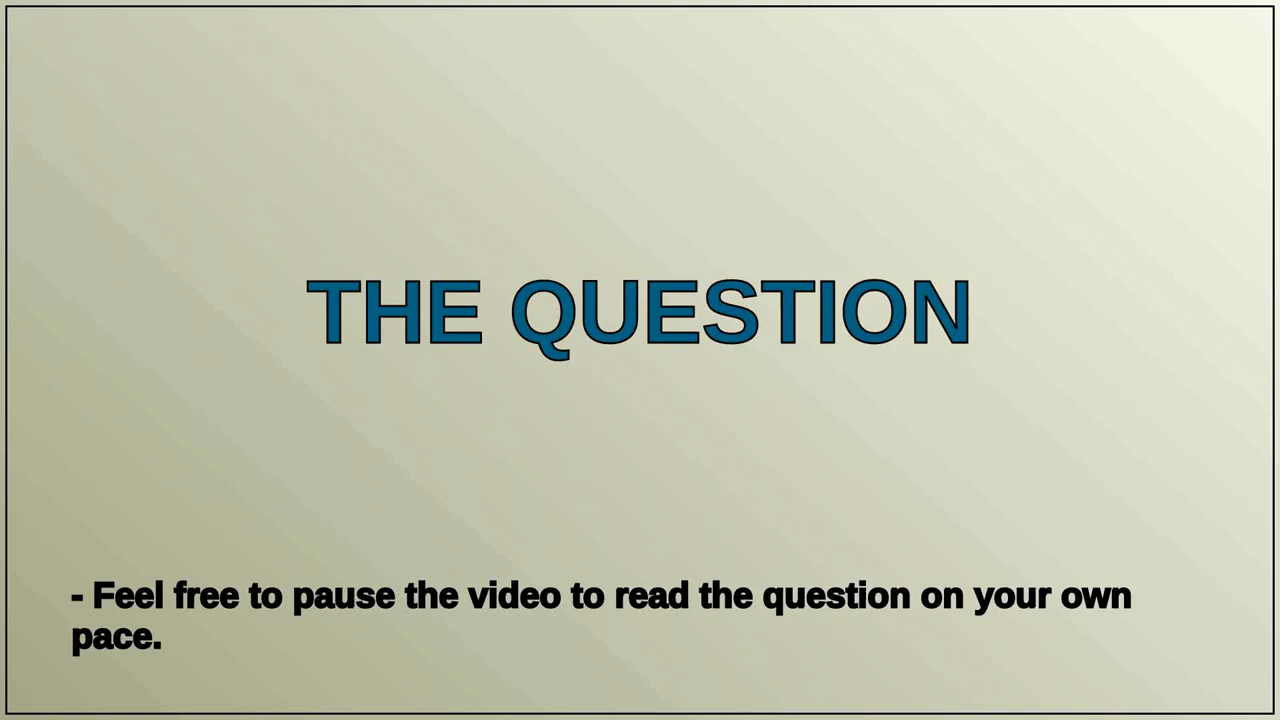 THE QUESTION
- Feel free to pause the video to read the question on your own
pace.